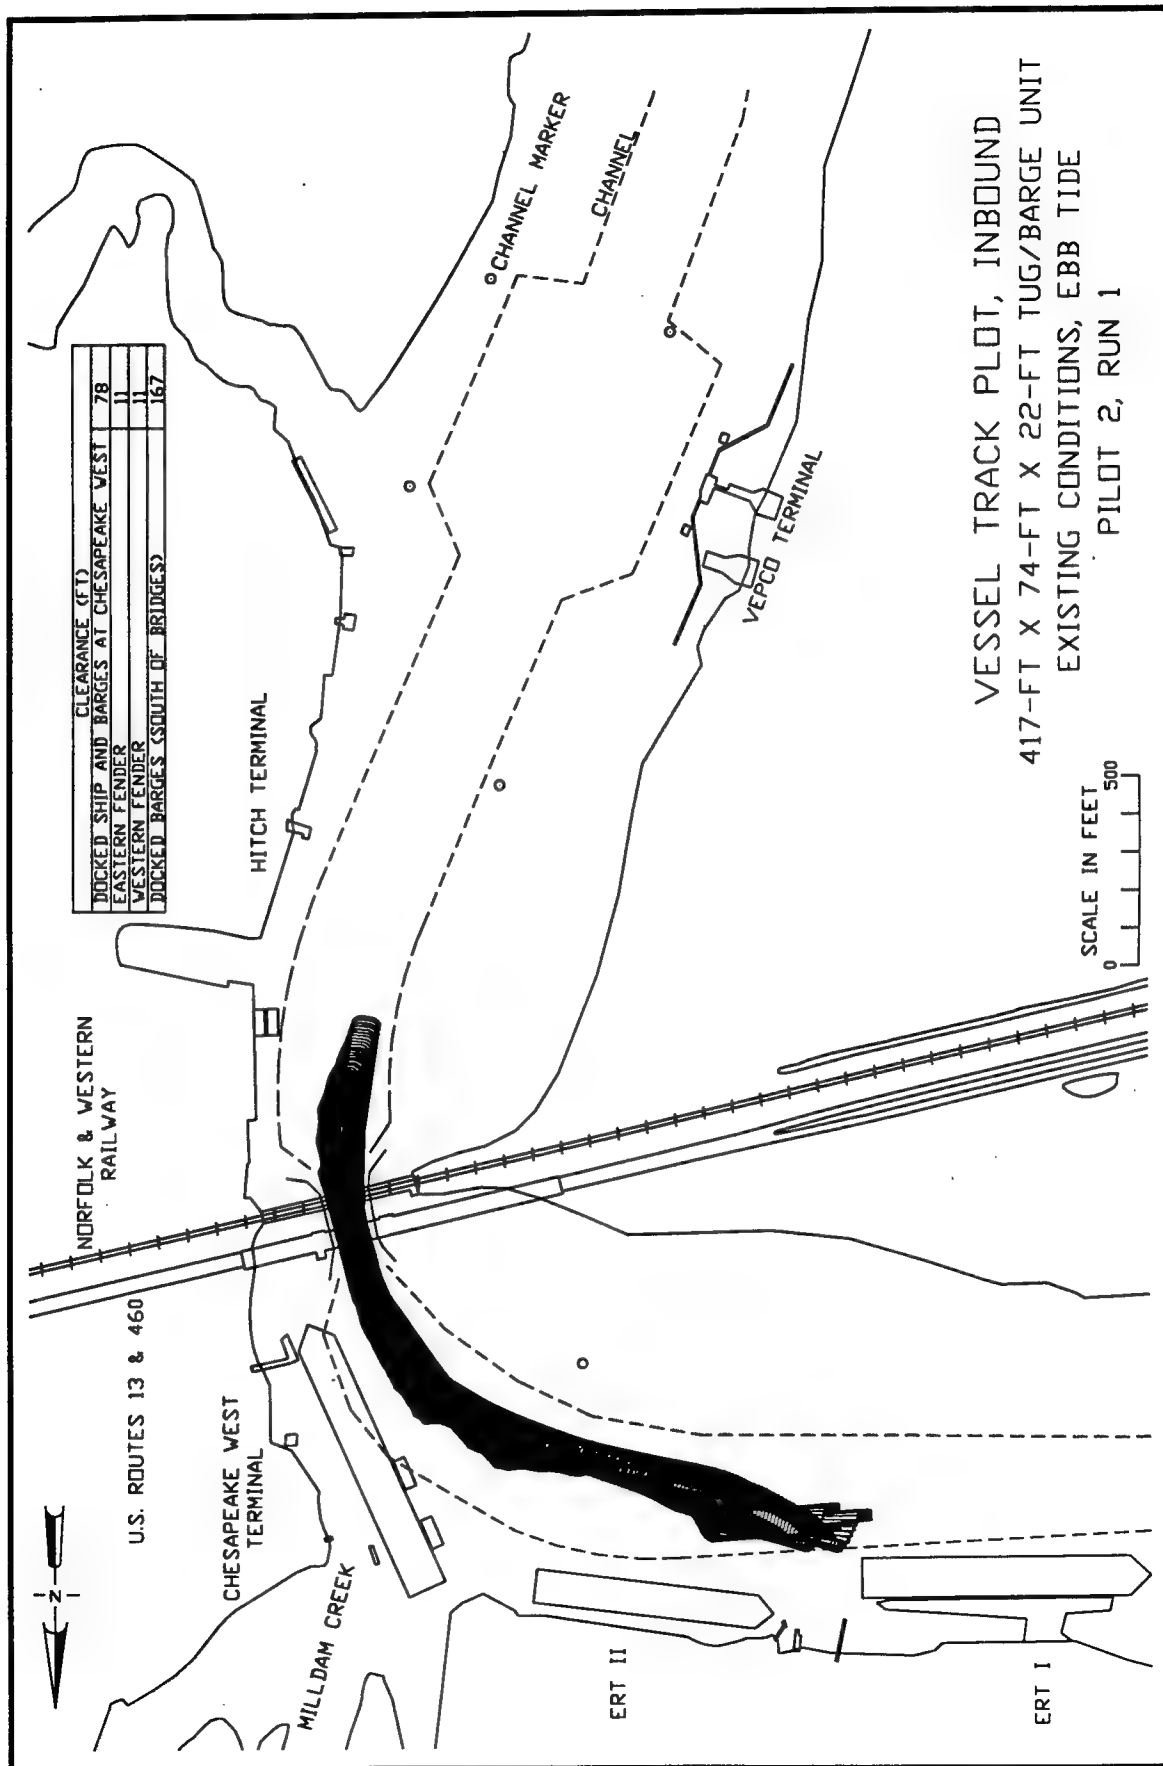 CLEARANCE (FT)
DOCKED SHIP AND BARGES AT CHESAPEAKE WEST 78
EASTERN FENDER 11
WESTERN FENDER 11
DOCKED BARGES (SOUTH OF BRIDGES) 167
N
U.S. ROUTES 13 & 460
NORFOLK & WESTERN
RAILWAY
HITCH TERMINAL
CHESAPEAKE WEST
TERMINAL
MILLDAM CREEK
CHANNEL MARKER
CHANNEL
VEPCO TERMINAL
ERT II
ERT I
SCALE IN FEET
0 500
VESSEL TRACK PLOT, INBOUND
417-FT X 74-FT X 22-FT TUG/BARGE UNIT
EXISTING CONDITIONS, EBB TIDE
PILOT 2, RUN 1